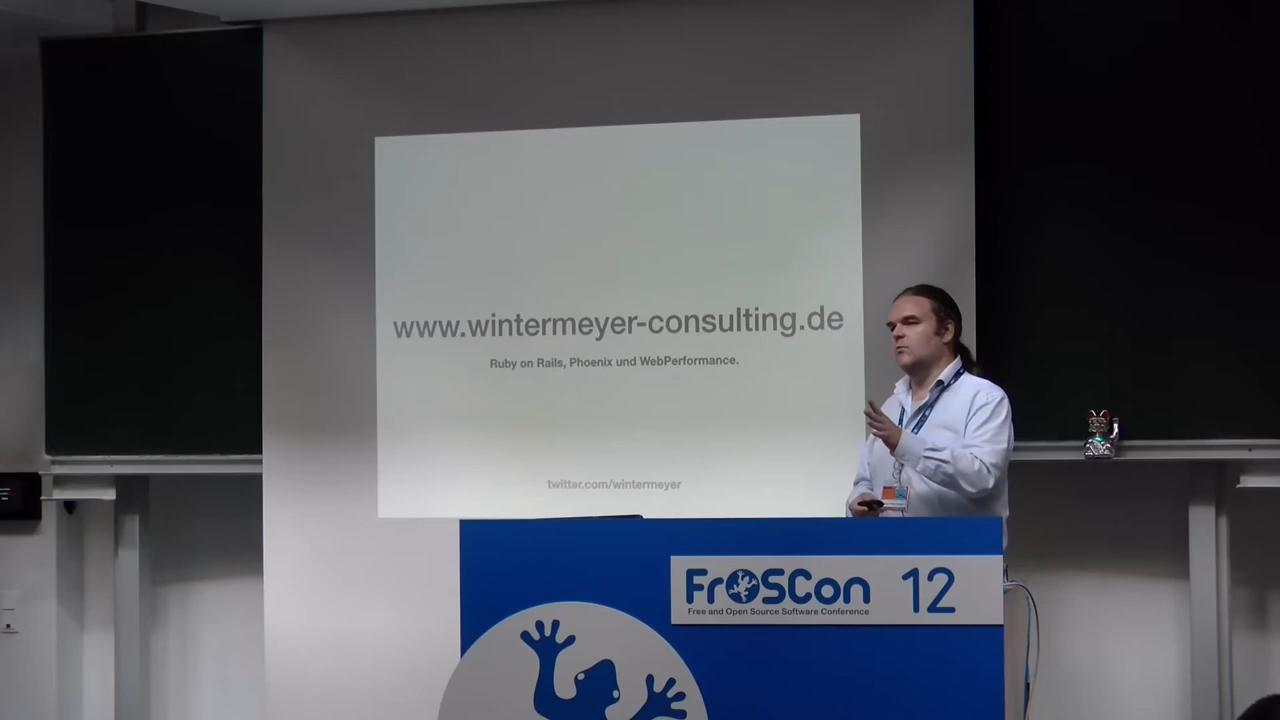 www.wintermeyer-consulting.de
Ruby on Rails, Phoenix und WebPerformance.
twitter.com/wintermeyer
FrOSCon 12
Free and Open Source Software Conference